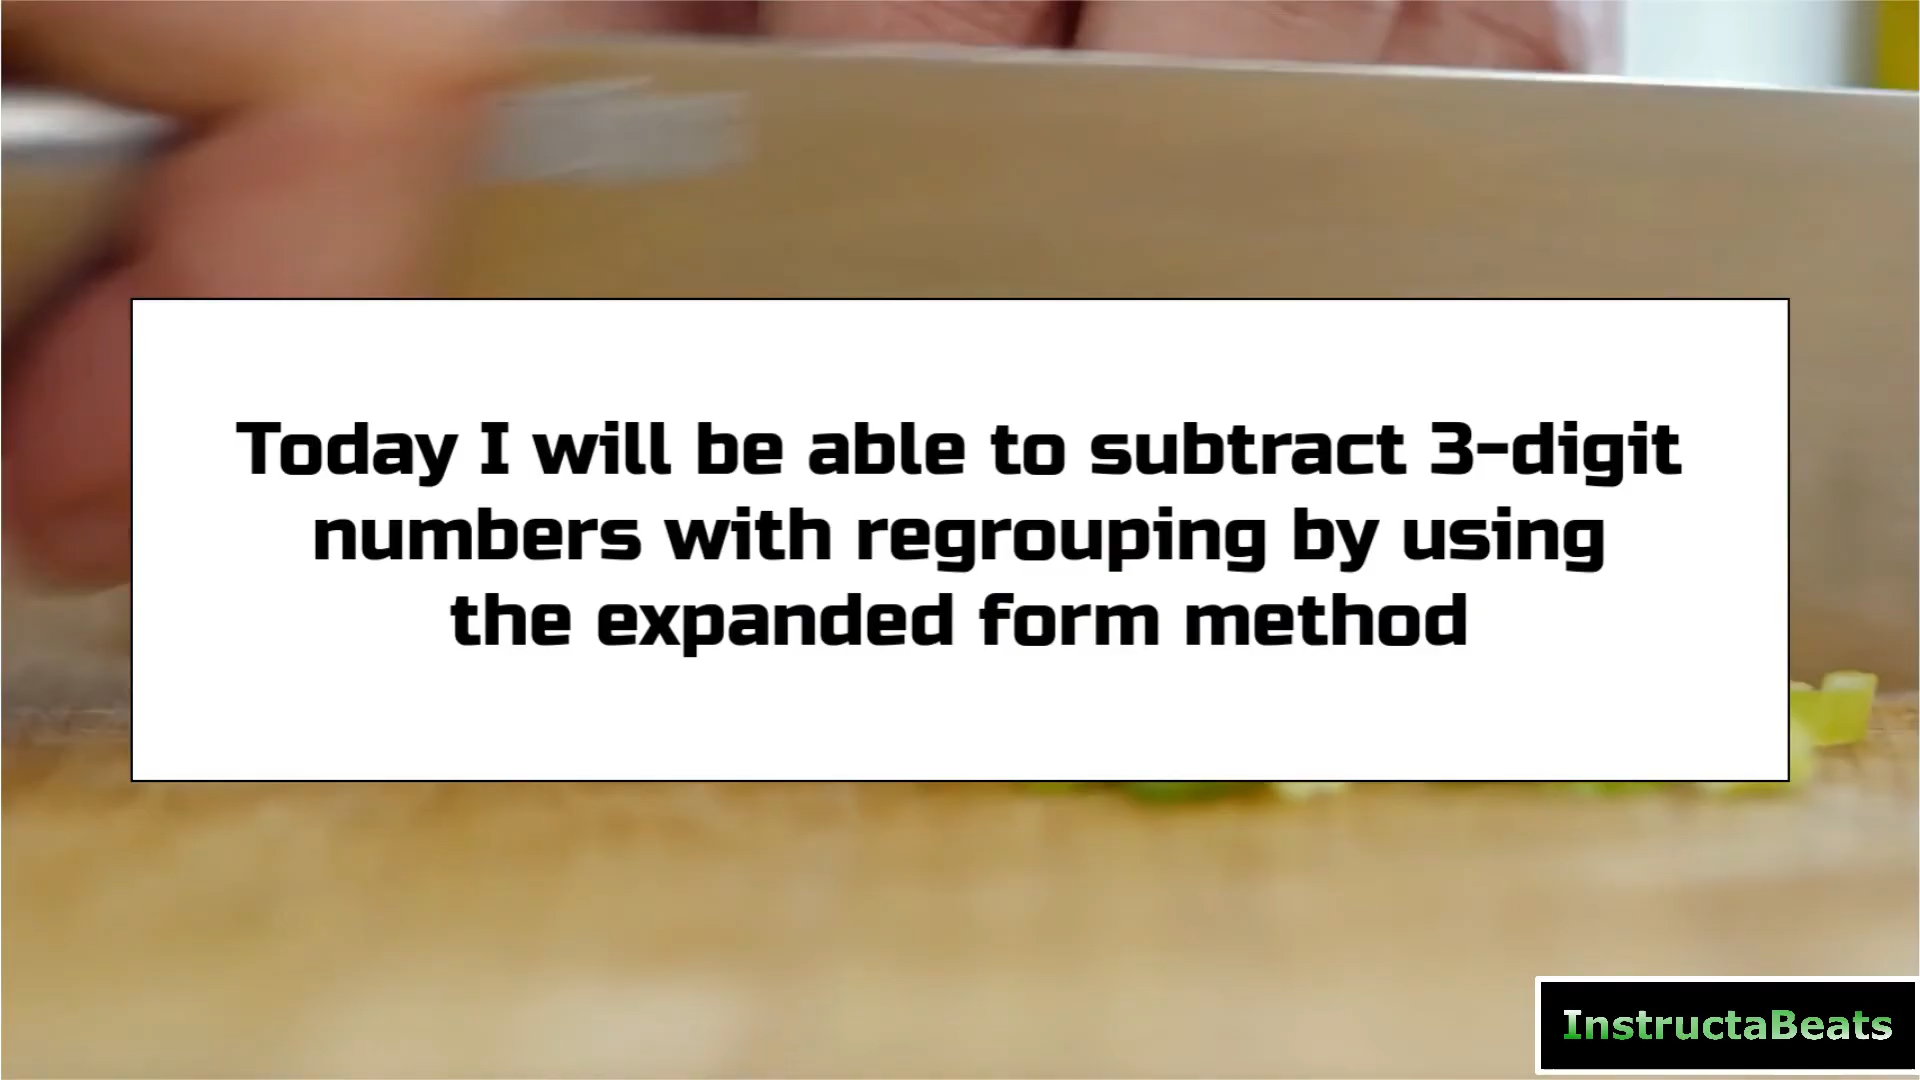 Today I will be able to subtract 3-digit
numbers with regrouping by using
the expanded form method
InstructaBeats